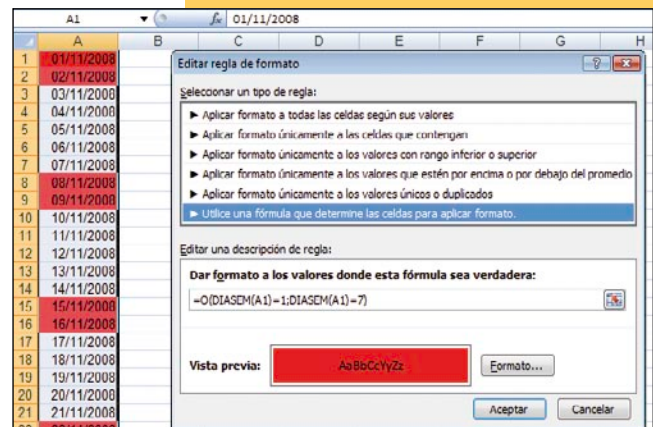 A1 fx 01/11/2008
A B C D E F G H
1 01/11/2008
2 02/11/2008
3 03/11/2008
4 04/11/2008
5 05/11/2008
6 06/11/2008
7 07/11/2008
8 08/11/2008
9 09/11/2008
10 10/11/2008
11 11/11/2008
12 12/11/2008
13 13/11/2008
14 14/11/2008
15 15/11/2008
16 16/11/2008
17 17/11/2008
18 18/11/2008
19 19/11/2008
20 20/11/2008
21 21/11/2008
Editar regla de formato
Seleccionar un tipo de regla:
► Aplicar formato a todas las celdas según sus valores
► Aplicar formato únicamente a las celdas que contengan
► Aplicar formato únicamente a los valores con rango inferior o superior
► Aplicar formato únicamente a los valores que estén por encima o por debajo del promedio
► Aplicar formato únicamente a los valores únicos o duplicados
► Utilice una fórmula que determine las celdas para aplicar formato.
Editar una descripción de regla:
Dar formato a los valores donde esta fórmula sea verdadera:
=O(DIASEM(A1)=1;DIASEM(A1)=7)
Vista previa: AaBbCcYyZz Formato...
Aceptar Cancelar